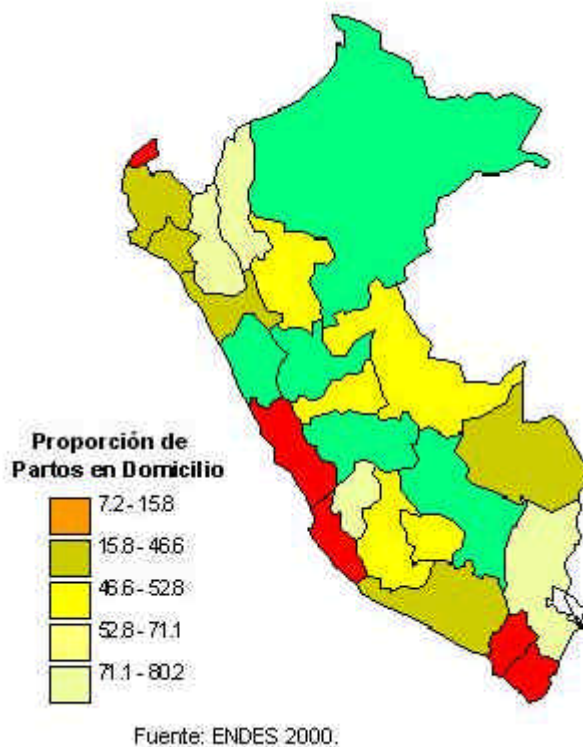 Proporción de
Partos en Domicilio
7.2 - 15.8
15.8 - 46.6
46.6 - 52.8
52.8 - 71.1
71.1 - 80.2
Fuente: ENDES 2000.